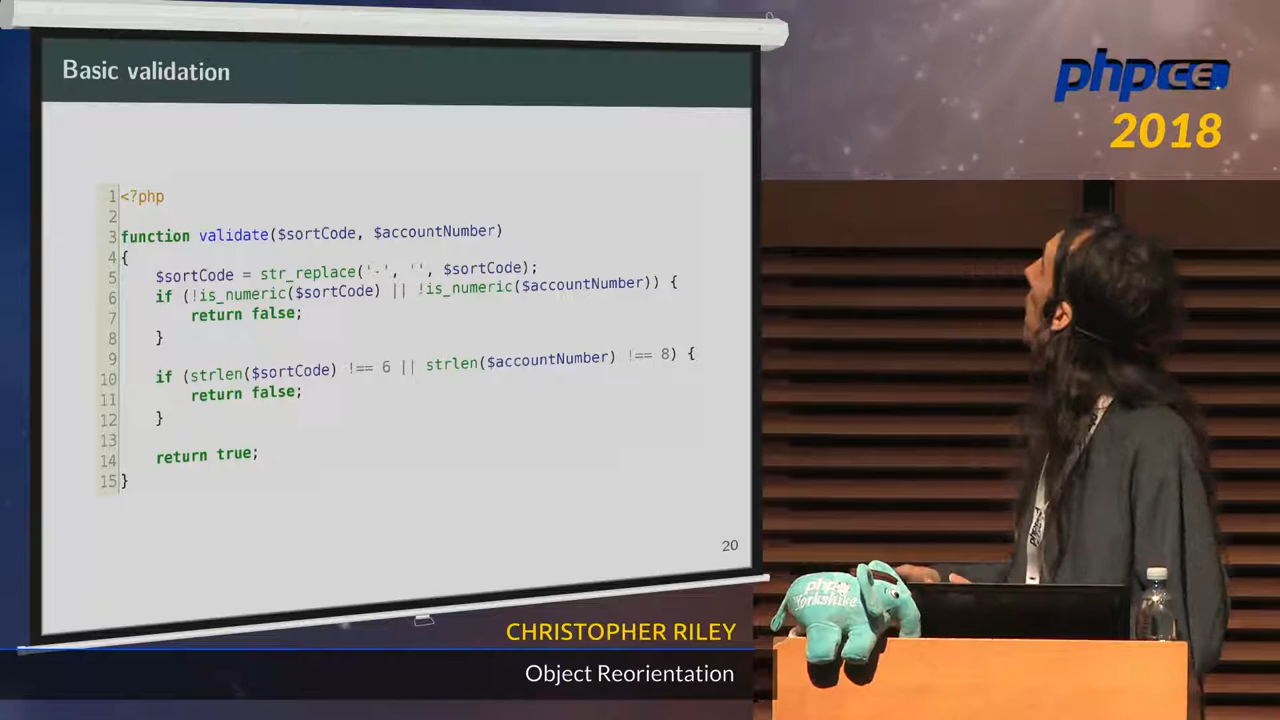 Basic validation
1 <?php
2
3 function validate($sortCode, $accountNumber)
4 {
5 $sortCode = str_replace('-', '', $sortCode);
6 if (!is_numeric($sortCode) || !is_numeric($accountNumber)) {
7 return false;
8 }
9
10 if (strlen($sortCode) !== 6 || strlen($accountNumber) !== 8) {
11 return false;
12 }
13
14 return true;
15 }
20
phpce
2018
php
Yorkshire
CHRISTOPHER RILEY
Object Reorientation